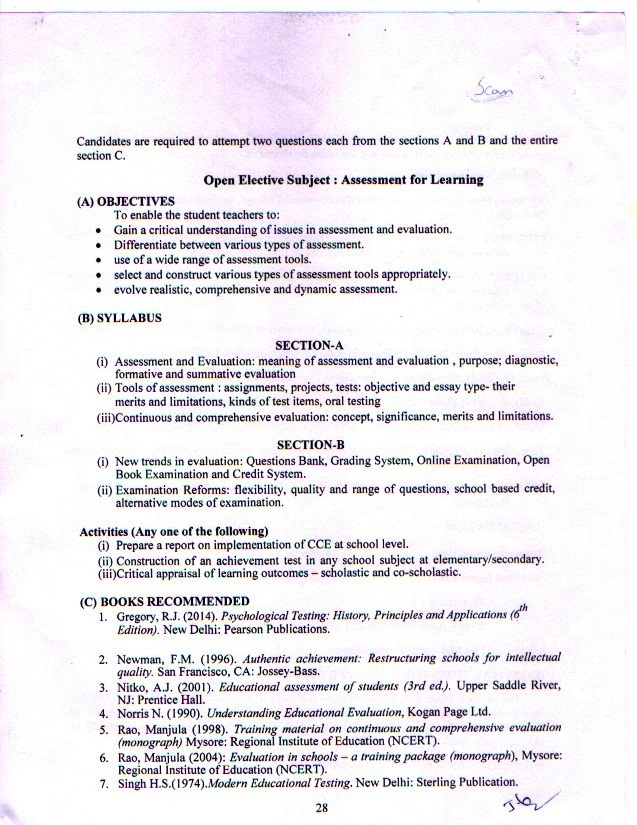 Scan
Candidates are required to attempt two questions each from the sections A and B and the entire
section C.
Open Elective Subject : Assessment for Learning
(A) OBJECTIVES
To enable the student teachers to:
• Gain a critical understanding of issues in assessment and evaluation.
• Differentiate between various types of assessment.
• use of a wide range of assessment tools.
• select and construct various types of assessment tools appropriately.
• evolve realistic, comprehensive and dynamic assessment.
(B) SYLLABUS
SECTION-A
(i) Assessment and Evaluation: meaning of assessment and evaluation , purpose; diagnostic,
formative and summative evaluation
(ii) Tools of assessment : assignments, projects, tests: objective and essay type- their
merits and limitations, kinds of test items, oral testing
(iii)Continuous and comprehensive evaluation: concept, significance, merits and limitations.
SECTION-B
(i) New trends in evaluation: Questions Bank, Grading System, Online Examination, Open
Book Examination and Credit System.
(ii) Examination Reforms: flexibility, quality and range of questions, school based credit,
alternative modes of examination.
Activities (Any one of the following)
(i) Prepare a report on implementation of CCE at school level.
(ii) Construction of an achievement test in any school subject at elementary/secondary.
(iii)Critical appraisal of learning outcomes – scholastic and co-scholastic.
(C) BOOKS RECOMMENDED
1. Gregory, R.J. (2014). Psychological Testing: History, Principles and Applications (6th
Edition). New Delhi: Pearson Publications.
2. Newman, F.M. (1996). Authentic achievement: Restructuring schools for intellectual
quality. San Francisco, CA: Jossey-Bass.
3. Nitko, A.J. (2001). Educational assessment of students (3rd ed.). Upper Saddle River,
NJ: Prentice Hall.
4. Norris N. (1990). Understanding Educational Evaluation, Kogan Page Ltd.
5. Rao, Manjula (1998). Training material on continuous and comprehensive evaluation
(monograph) Mysore: Regional Institute of Education (NCERT).
6. Rao, Manjula (2004): Evaluation in schools – a training package (monograph), Mysore:
Regional Institute of Education (NCERT).
7. Singh H.S.(1974).Modern Educational Testing. New Delhi: Sterling Publication.
28